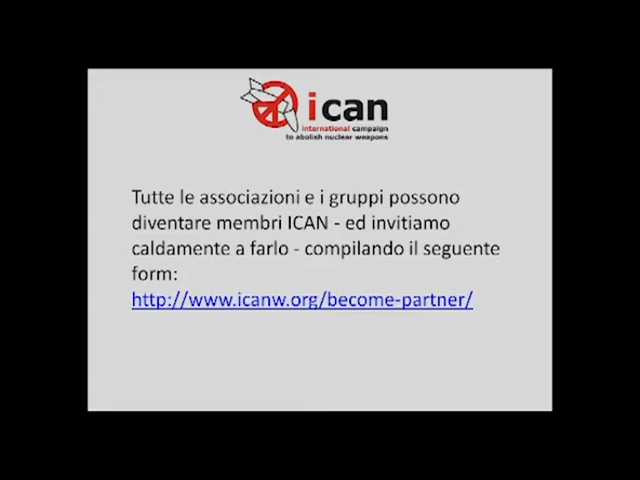 ican
international campaign
to abolish nuclear weapons
Tutte le associazioni e i gruppi possono
diventare membri ICAN - ed invitiamo
caldamente a farlo - compilando il seguente
form:
http://www.icanw.org/become-partner/